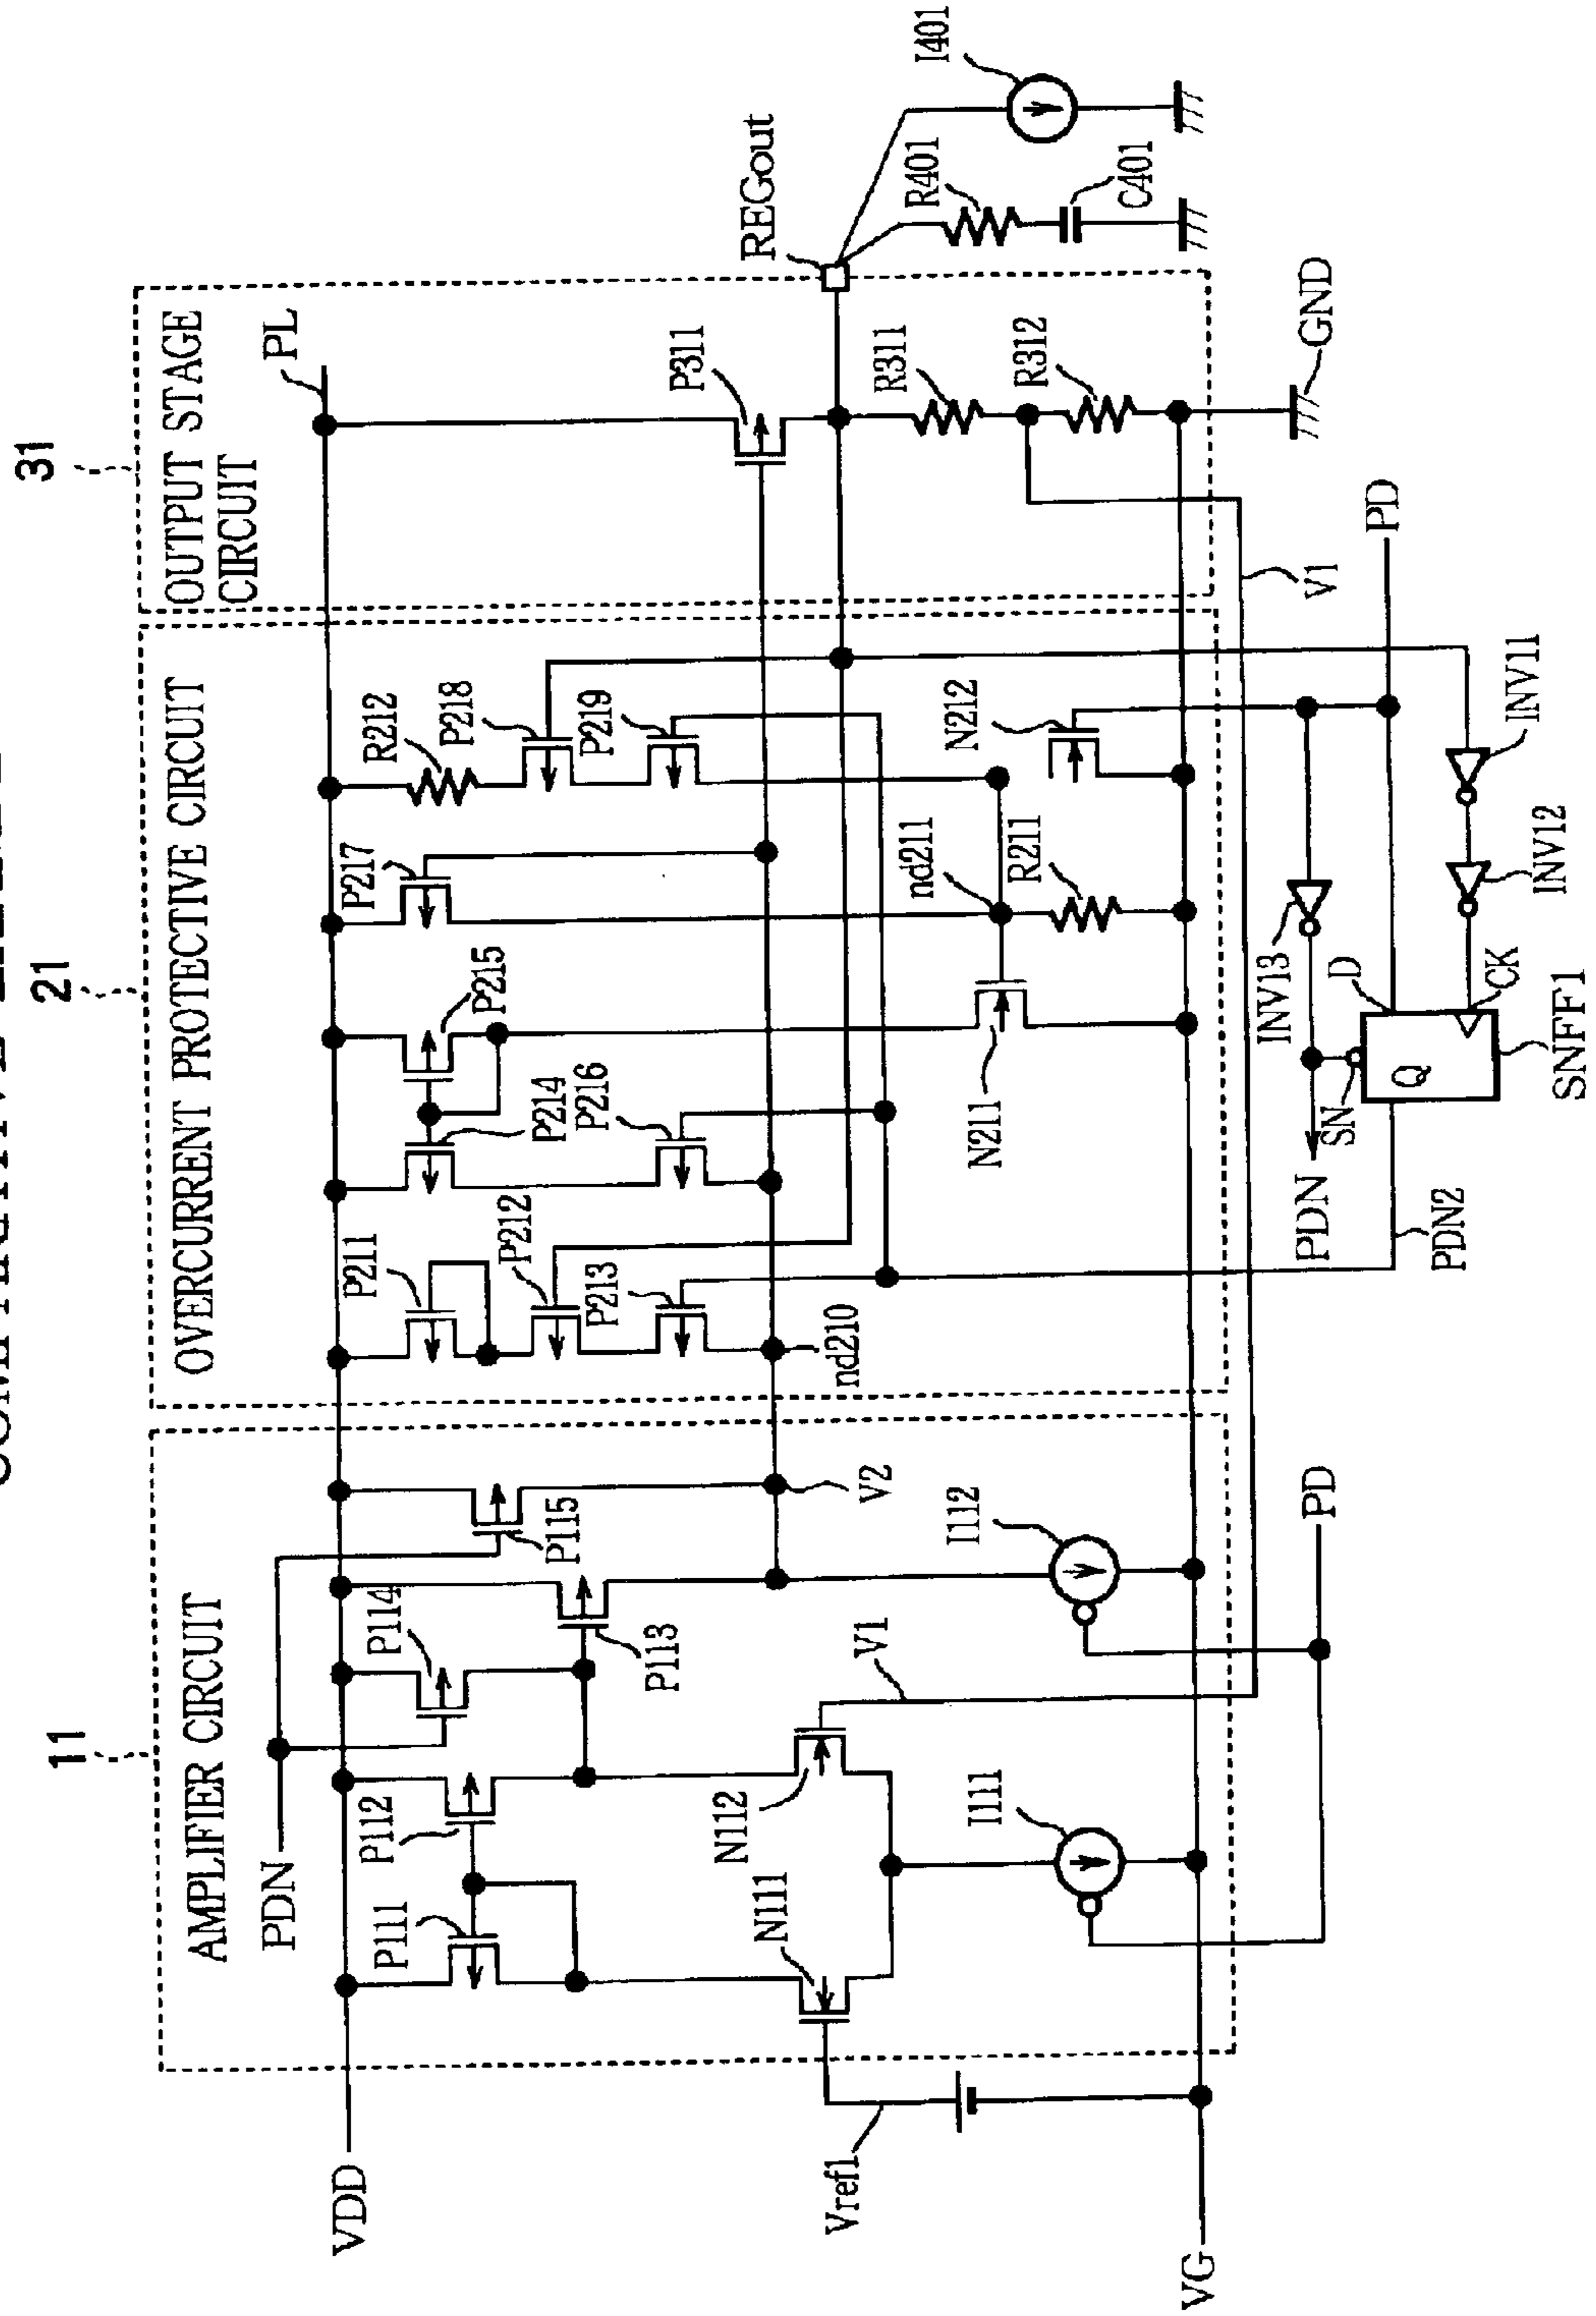 11
21
31
AMPLIFIER CIRCUIT
OVERCURRENT PROTECTIVE CIRCUIT
OUTPUT STAGE
CIRCUIT
PDN
PL
VDD
P111
P112
P114
P115
P113
P211
P212
P213
P214
P216
P215
P217
R212
P218
P219
P311
REGout
I401
R401
C401
V2
nd210
nd211
N111
N112
V1
N211
R211
N212
R311
R312
Vref1
I111
I112
VG
GND
PD
PD
V1
PDN
SN
INV13
D
Q
CK
PDN2
INV12
INV11
SNFF1